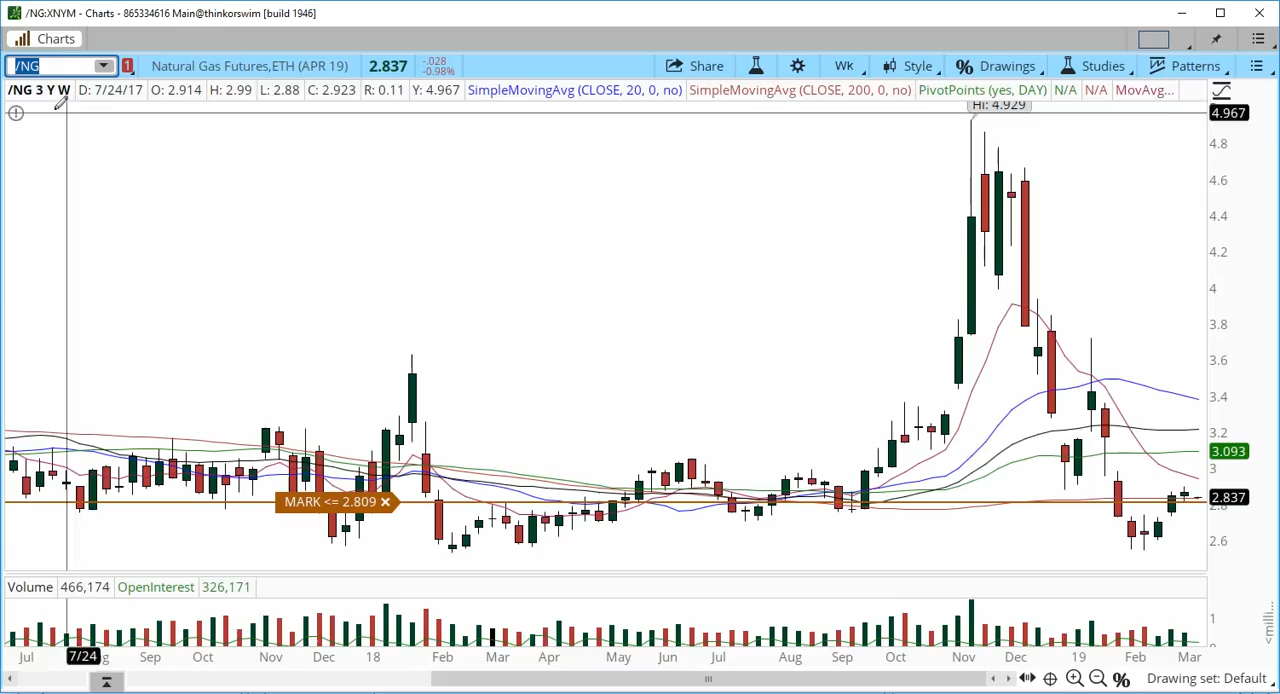 /NG:XNYM - Charts - 865334616 Main@thinkorswim [build 1946]
Charts
/NG 1 Natural Gas Futures,ETH (APR 19) 2.837 -.028 -0.98% Share Wk Style % Drawings Studies Patterns
/NG 3 Y W D: 7/24/17 O: 2.914 H: 2.99 L: 2.88 C: 2.923 R: 0.11 Y: 4.967 SimpleMovingAvg (CLOSE, 20, 0, no) SimpleMovingAvg (CLOSE, 200, 0, no) PivotPoints (yes, DAY) N/A N/A MovAvg...
Hi: 4.929
4.967
4.8
4.6
4.4
4.2
4
3.8
3.6
3.4
3.2
3.093
3
2.837
MARK <= 2.809
2.6
Volume 466,174 OpenInterest 326,171
1
Jul 7/24 Sep Oct Nov Dec 18 Feb Mar Apr May Jun Jul Aug Sep Oct Nov Dec 19 Feb Mar
% Drawing set: Default